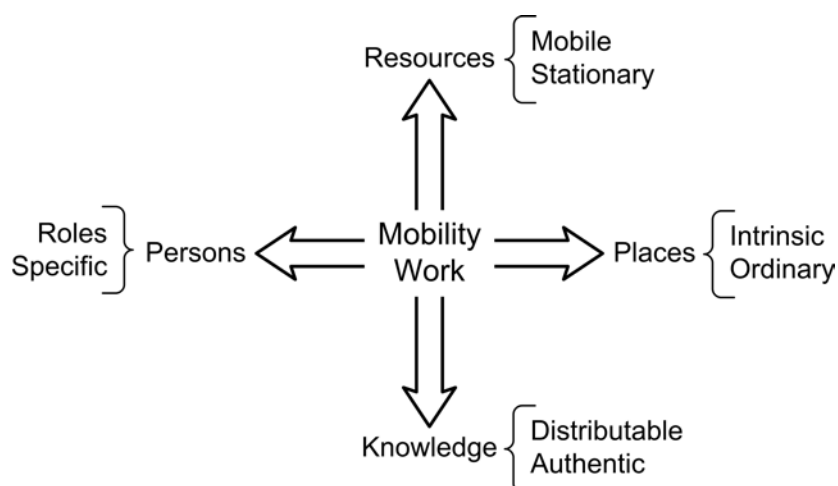 Resources
Mobile
Stationary
Roles
Specific
Persons
Mobility
Work
Places
Intrinsic
Ordinary
Knowledge
Distributable
Authentic